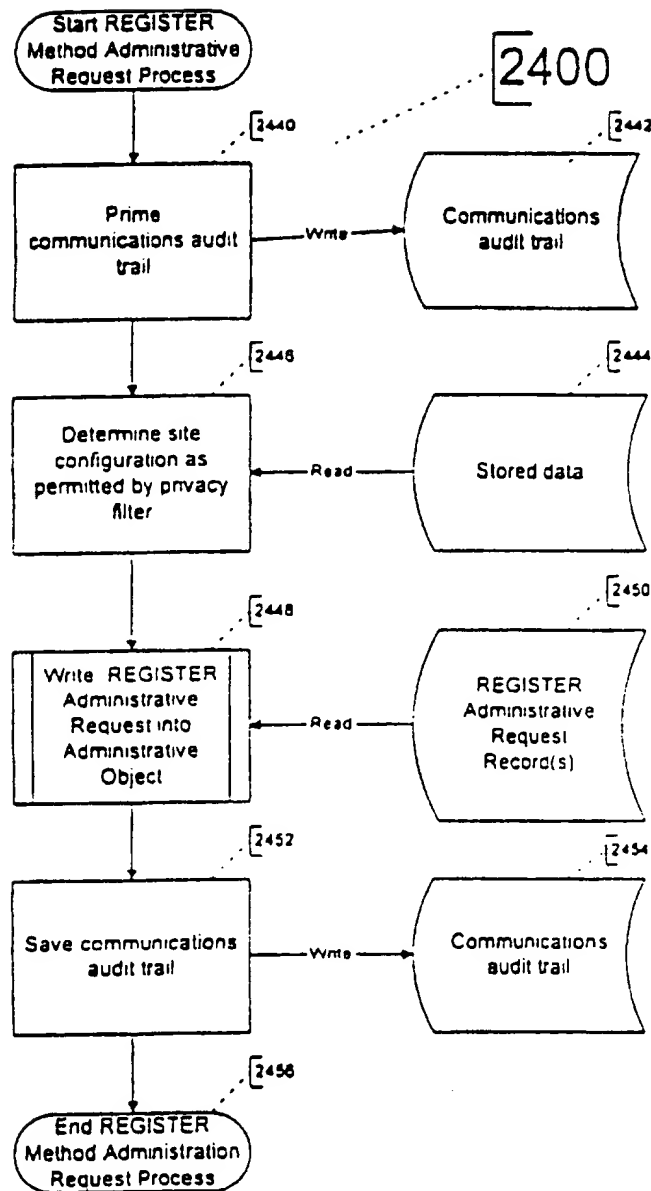 Start REGISTER
Method Administrative
Request Process
2400
2440
2442
Prime
communications audit
trail
Write
Communications
audit trail
2446
2444
Determine site
configuration as
permitted by privacy
filter
Read
Stored data
2448
2450
Write REGISTER
Administrative
Request into
Administrative
Object
Read
REGISTER
Administrative
Request
Record(s)
2452
2454
Save communications
audit trail
Write
Communications
audit trail
2456
End REGISTER
Method Administration
Request Process